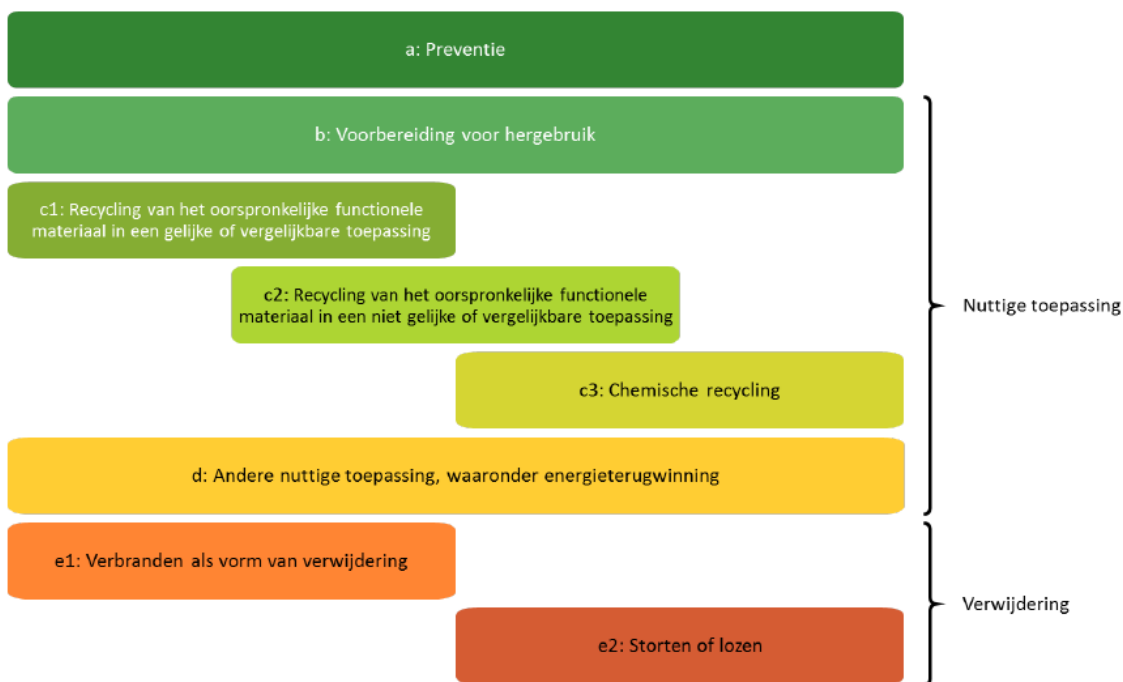 a: Preventie
b: Voorbereiding voor hergebruik
c1: Recycling van het oorspronkelijke functionele
materiaal in een gelijke of vergelijkbare toepassing
c2: Recycling van het oorspronkelijke functionele
materiaal in een niet gelijke of vergelijkbare toepassing
Nuttige toepassing
c3: Chemische recycling
d: Andere nuttige toepassing, waaronder energieterugwinning
e1: Verbranden als vorm van verwijdering
Verwijdering
e2: Storten of lozen